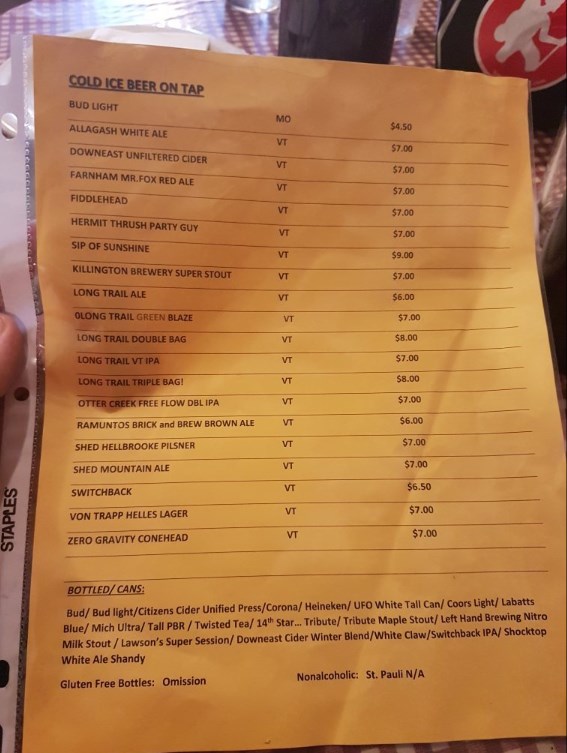 COLD ICE BEER ON TAP
BUD LIGHT MO $4.50
ALLAGASH WHITE ALE VT $7.00
DOWNEAST UNFILTERED CIDER VT $7.00
FARNHAM MR.FOX RED ALE VT $7.00
FIDDLEHEAD VT $7.00
HERMIT THRUSH PARTY GUY VT $7.00
SIP OF SUNSHINE VT $9.00
KILLINGTON BREWERY SUPER STOUT VT $7.00
LONG TRAIL ALE VT $6.00
0LONG TRAIL GREEN BLAZE VT $7.00
LONG TRAIL DOUBLE BAG VT $8.00
LONG TRAIL VT IPA VT $7.00
LONG TRAIL TRIPLE BAG! VT $8.00
OTTER CREEK FREE FLOW DBL IPA VT $7.00
RAMUNTOS BRICK and BREW BROWN ALE VT $6.00
SHED HELLBROOKE PILSNER VT $7.00
SHED MOUNTAIN ALE VT $7.00
SWITCHBACK VT $6.50
VON TRAPP HELLES LAGER VT $7.00
ZERO GRAVITY CONEHEAD VT $7.00
BOTTLED/ CANS:
Bud/ Bud light/Citizens Cider Unified Press/Corona/ Heineken/ UFO White Tall Can/ Coors Light/ Labatts
Blue/ Mich Ultra/ Tall PBR / Twisted Tea/ 14th Star... Tribute/ Tribute Maple Stout/ Left Hand Brewing Nitro
Milk Stout / Lawson's Super Session/ Downeast Cider Winter Blend/White Claw/Switchback IPA/ Shocktop
White Ale Shandy
Gluten Free Bottles: Omission Nonalcoholic: St. Pauli N/A
STAPLES